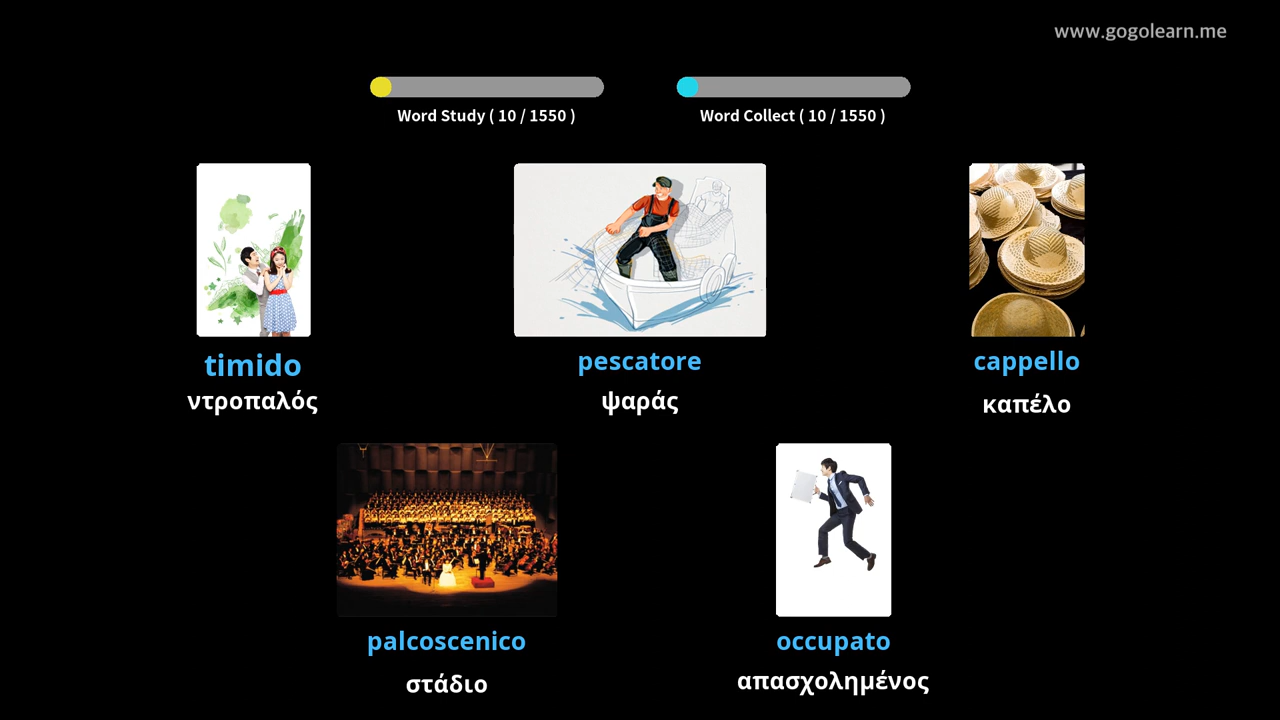 www.gogolearn.me
Word Study ( 10 / 1550 )
Word Collect ( 10 / 1550 )
timido
ντροπαλός
pescatore
ψαράς
cappello
καπέλο
palcoscenico
στάδιο
occupato
απασχολημένος